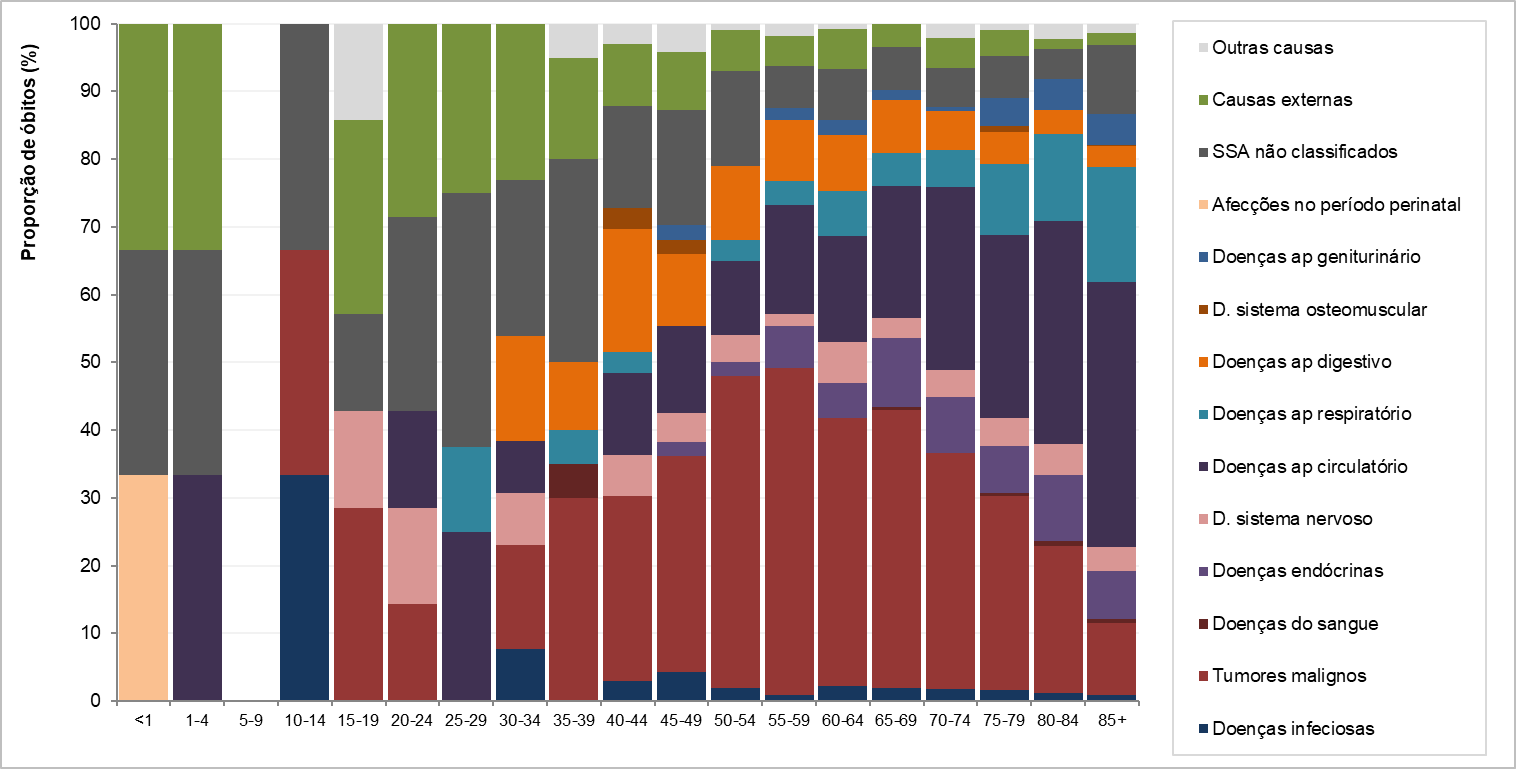 Proporção de óbitos (%)
100
90
80
70
60
50
40
30
20
10
0
<1 1-4 5-9 10-14 15-19 20-24 25-29 30-34 35-39 40-44 45-49 50-54 55-59 60-64 65-69 70-74 75-79 80-84 85+
Outras causas
Causas externas
SSA não classificados
Afecções no período perinatal
Doenças ap geniturinário
D. sistema osteomuscular
Doenças ap digestivo
Doenças ap respiratório
Doenças ap circulatório
D. sistema nervoso
Doenças endócrinas
Doenças do sangue
Tumores malignos
Doenças infeciosas